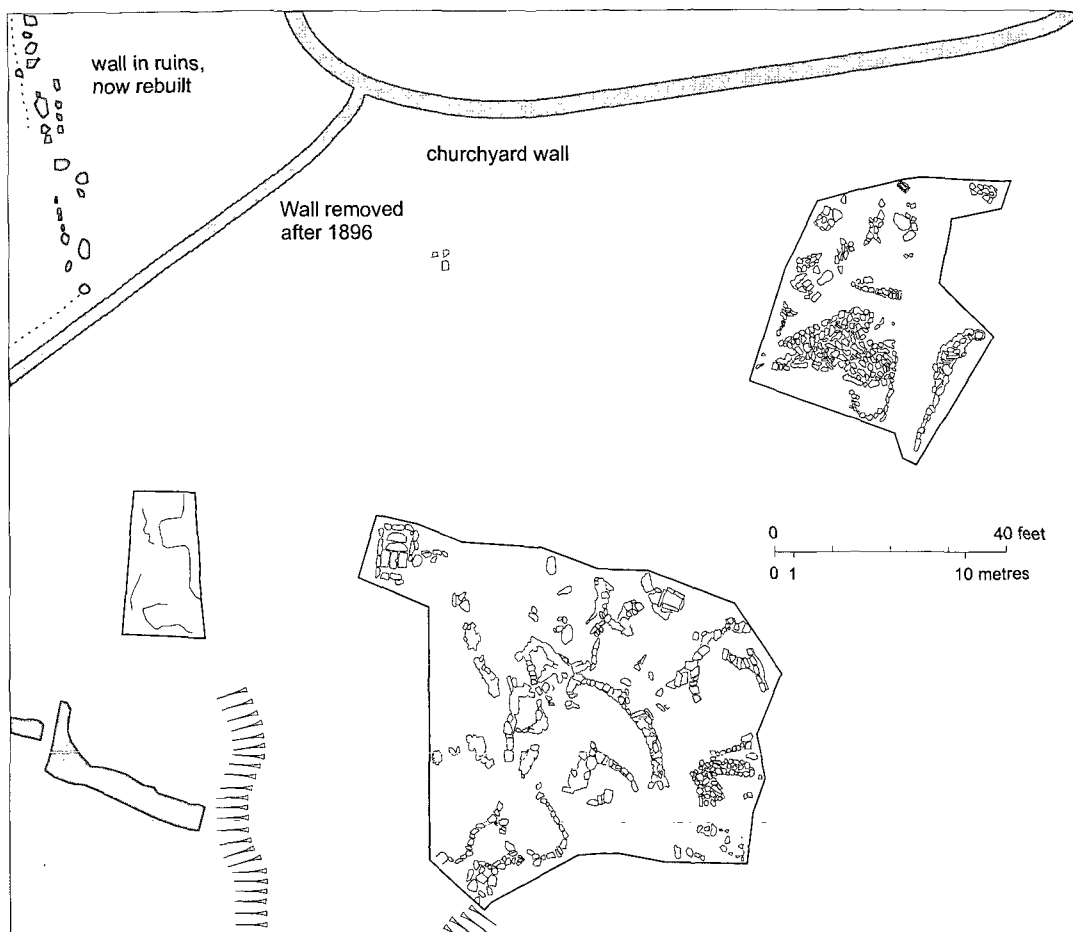 wall in ruins,
now rebuilt
churchyard wall
Wall removed
after 1896
0 40 feet
0 1 10 metres